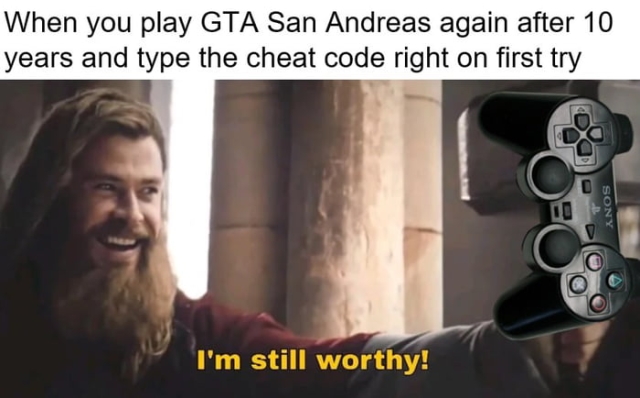 When you play GTA San Andreas again after 10
years and type the cheat code right on first try
SONY
I'm still worthy!